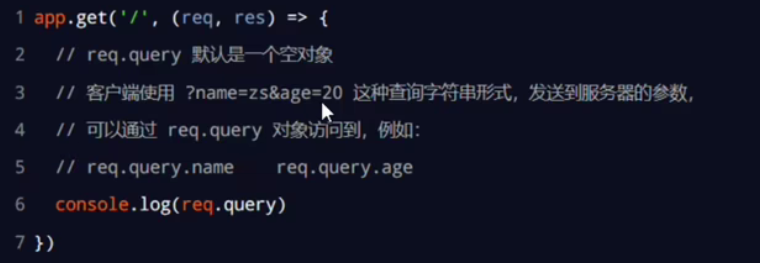 1 app.get('/', (req, res) => {
2 // req.query 默认是一个空对象
3 // 客户端使用 ?name=zs&age=20 这种查询字符串形式，发送到服务器的参数，
4 // 可以通过 req.query 对象访问到，例如：
5 // req.query.name    req.query.age
6 console.log(req.query)
7 })